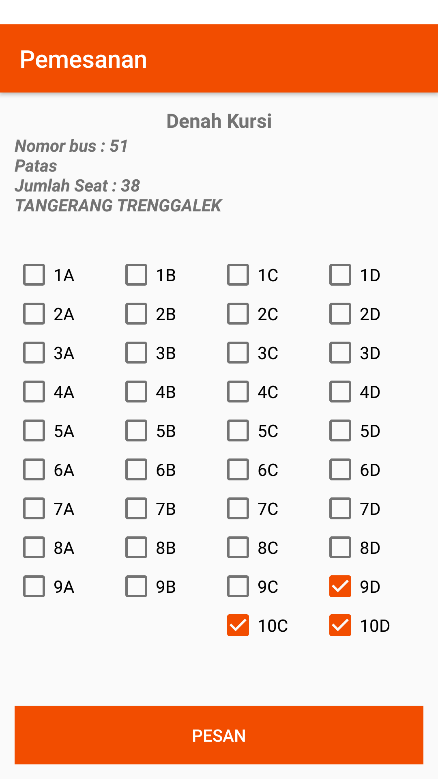 Pemesanan
Denah Kursi
Nomor bus : 51
Patas
Jumlah Seat : 38
TANGERANG TRENGGALEK
1A 1B 1C 1D
2A 2B 2C 2D
3A 3B 3C 3D
4A 4B 4C 4D
5A 5B 5C 5D
6A 6B 6C 6D
7A 7B 7C 7D
8A 8B 8C 8D
9A 9B 9C 9D
10C 10D
PESAN